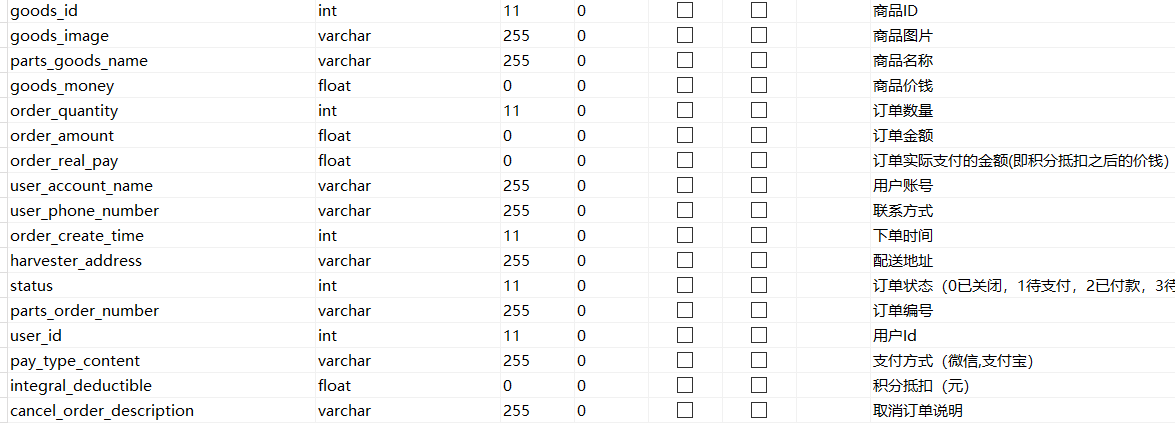 goods_id int 11 0 商品ID
goods_image varchar 255 0 商品图片
parts_goods_name varchar 255 0 商品名称
goods_money float 0 0 商品价钱
order_quantity int 11 0 订单数量
order_amount float 0 0 订单金额
order_real_pay float 0 0 订单实际支付的金额(即积分抵扣之后的价钱)
user_account_name varchar 255 0 用户账号
user_phone_number varchar 255 0 联系方式
order_create_time int 11 0 下单时间
harvester_address varchar 255 0 配送地址
status int 11 0 订单状态（0已关闭，1待支付，2已付款，3待
parts_order_number varchar 255 0 订单编号
user_id int 11 0 用户Id
pay_type_content varchar 255 0 支付方式（微信,支付宝）
integral_deductible float 0 0 积分抵扣（元）
cancel_order_description varchar 255 0 取消订单说明